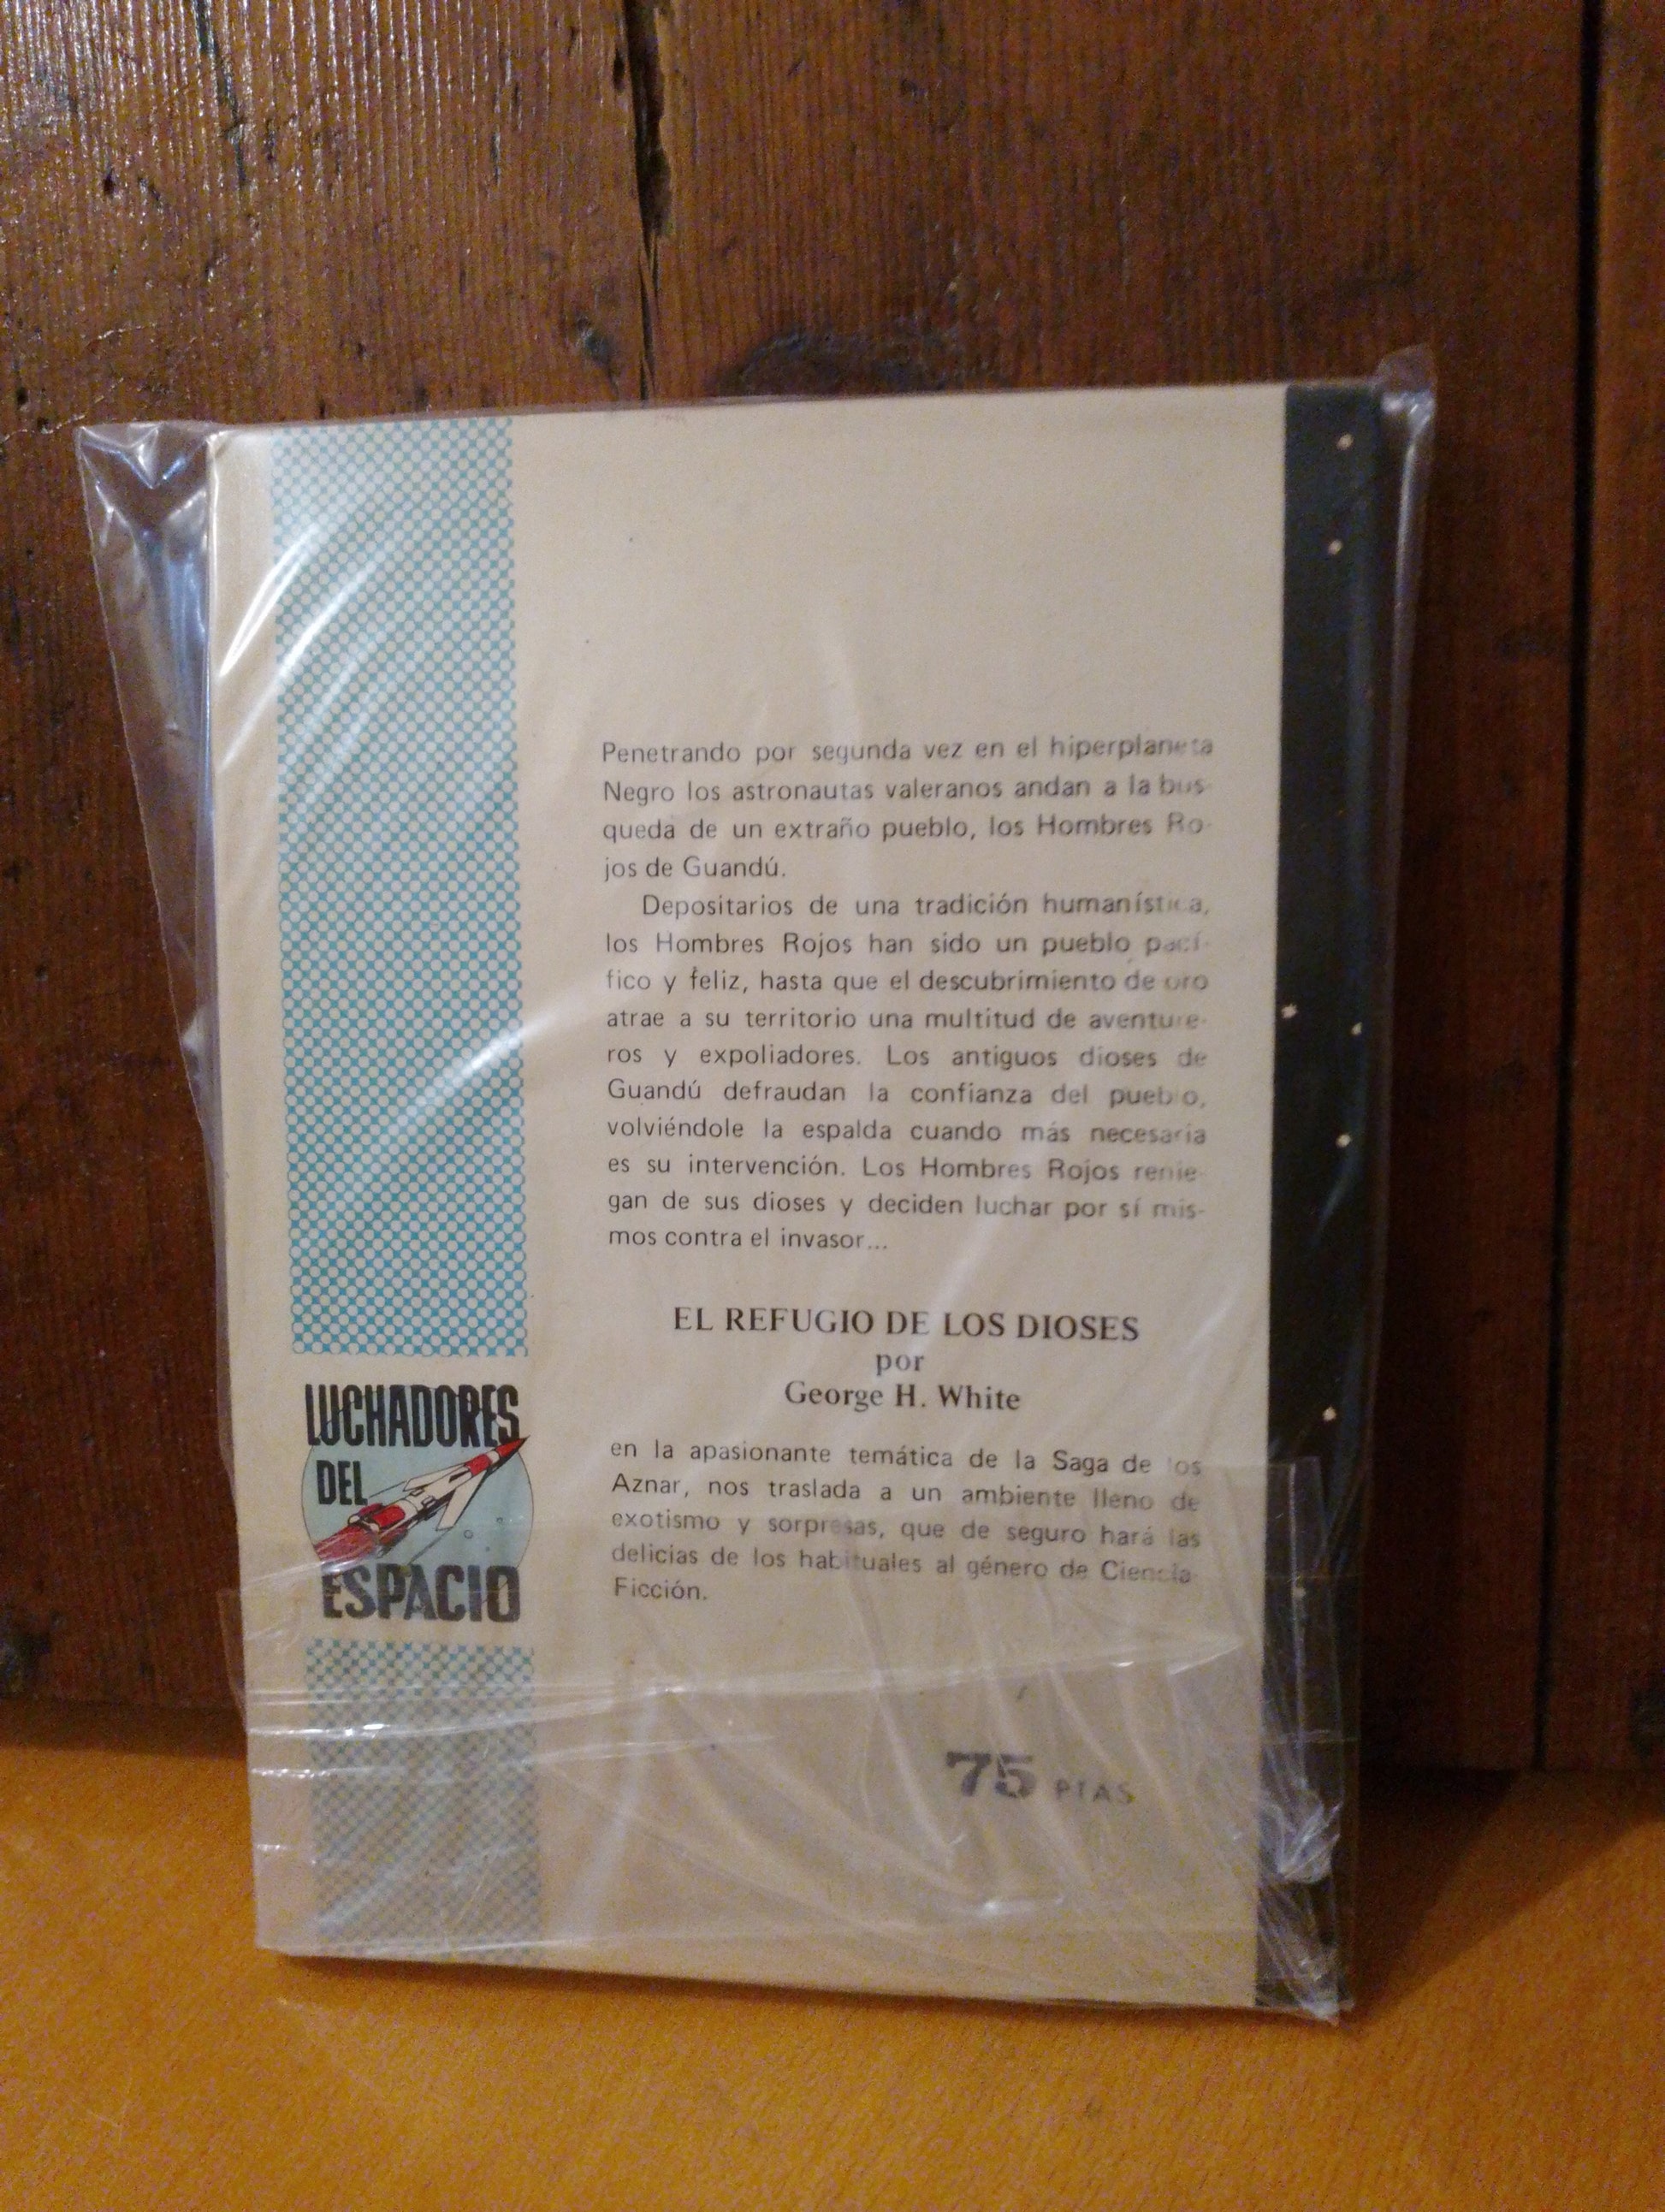 Penetrando por segunda vez en el hiperplaneta
Negro los astronautas valeranos andan a la bus-
queda de un extraño pueblo, los Hombres Ro-
jos de Guandú.
Depositarios de una tradición humanística,
los Hombres Rojos han sido un pueblo pací-
fico y feliz, hasta que el descubrimiento de oro
atrae a su territorio una multitud de aventure-
ros y expoliadores. Los antiguos dioses de
Guandú defraudan la confianza del pueblo,
volviéndole la espalda cuando más necesaria
es su intervención. Los Hombres Rojos renie-
gan de sus dioses y deciden luchar por sí mis-
mos contra el invasor...
EL REFUGIO DE LOS DIOSES
por
George H. White
en la apasionante temática de la Saga de los
Aznar, nos traslada a un ambiente lleno de
exotismo y sorpresas, que de seguro hará las
delicias de los habituales al género de Ciencia-
Ficción.
LUCHADORES
DEL
ESPACIO
75 PTAS